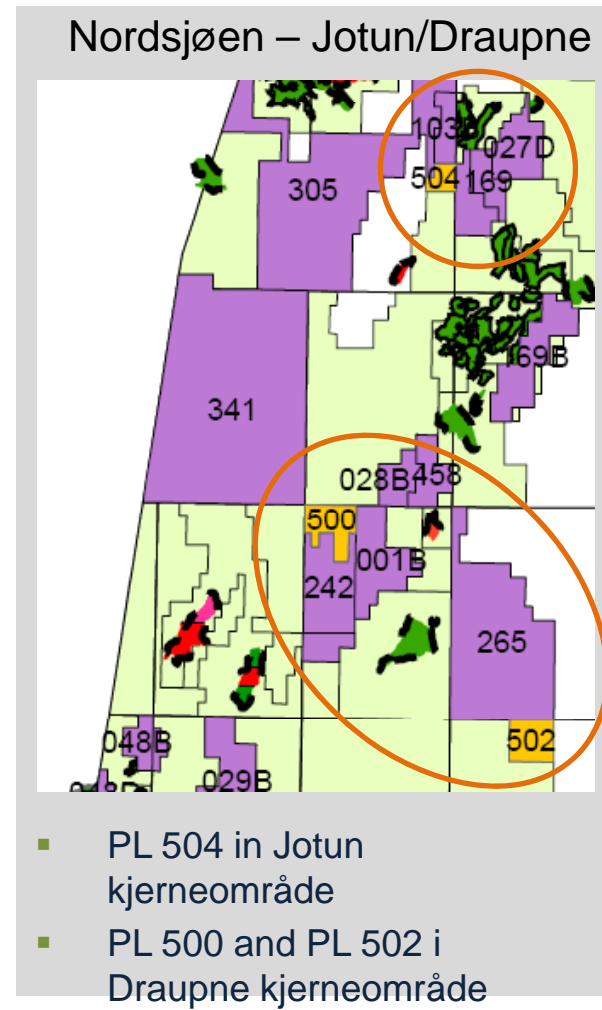 Nordsjøen – Jotun/Draupne
103B
027D
504
169
305
169B
341
028B
458
500
001B
242
265
502
048B
029B
PL 504 in Jotun
kjerneområde
PL 500 and PL 502 i
Draupne kjerneområde